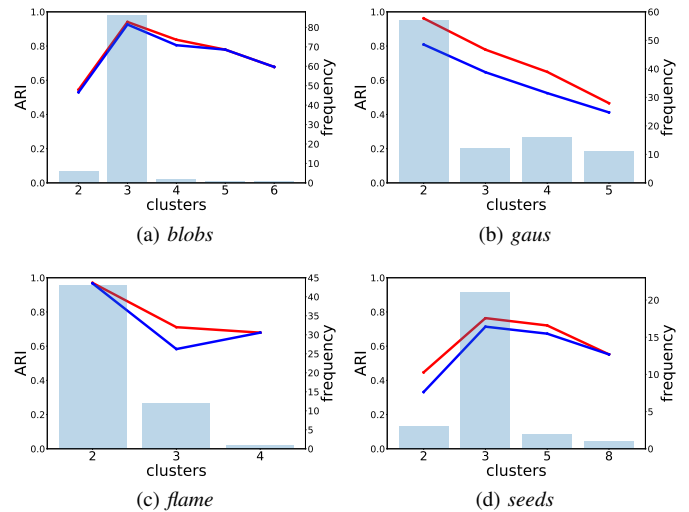 1.0
0.8
0.6
0.4
0.2
0.0
ARI
80
70
60
50
40
30
20
10
0
frequency
2 3 4 5 6
clusters
(a) blobs
1.0
0.8
0.6
0.4
0.2
0.0
ARI
60
50
40
30
20
10
0
frequency
2 3 4 5
clusters
(b) gaus
1.0
0.8
0.6
0.4
0.2
0.0
ARI
45
40
35
30
25
20
15
10
5
0
frequency
2 3 4
clusters
(c) flame
1.0
0.8
0.6
0.4
0.2
0.0
ARI
20
15
10
5
0
frequency
2 3 5 8
clusters
(d) seeds